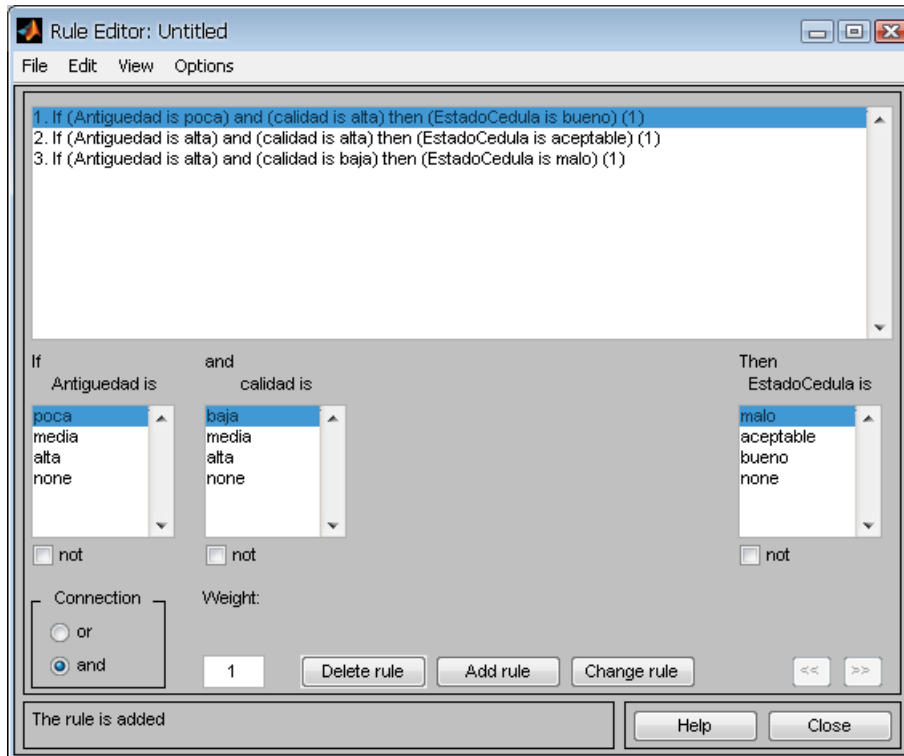 Rule Editor: Untitled
File Edit View Options
1. If (Antiguedad is poca) and (calidad is alta) then (EstadoCedula is bueno) (1)
2. If (Antiguedad is alta) and (calidad is alta) then (EstadoCedula is aceptable) (1)
3. If (Antiguedad is alta) and (calidad is baja) then (EstadoCedula is malo) (1)
If and Then
Antiguedad is calidad is EstadoCedula is
poca baja malo
media media aceptable
alta alta bueno
none none none
not not not
Connection Weight:
or
and 1 Delete rule Add rule Change rule << >>
The rule is added Help Close